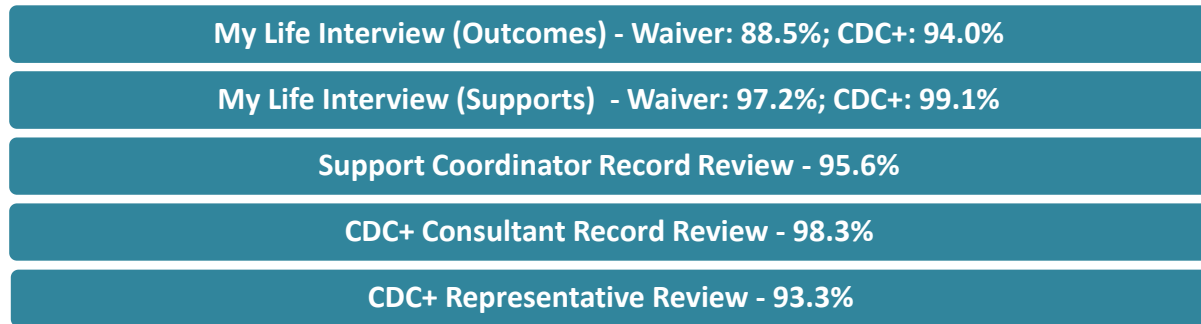 My Life Interview (Outcomes) - Waiver: 88.5%; CDC+: 94.0%
My Life Interview (Supports)  - Waiver: 97.2%; CDC+: 99.1%
Support Coordinator Record Review - 95.6%
CDC+ Consultant Record Review - 98.3%
CDC+ Representative Review - 93.3%